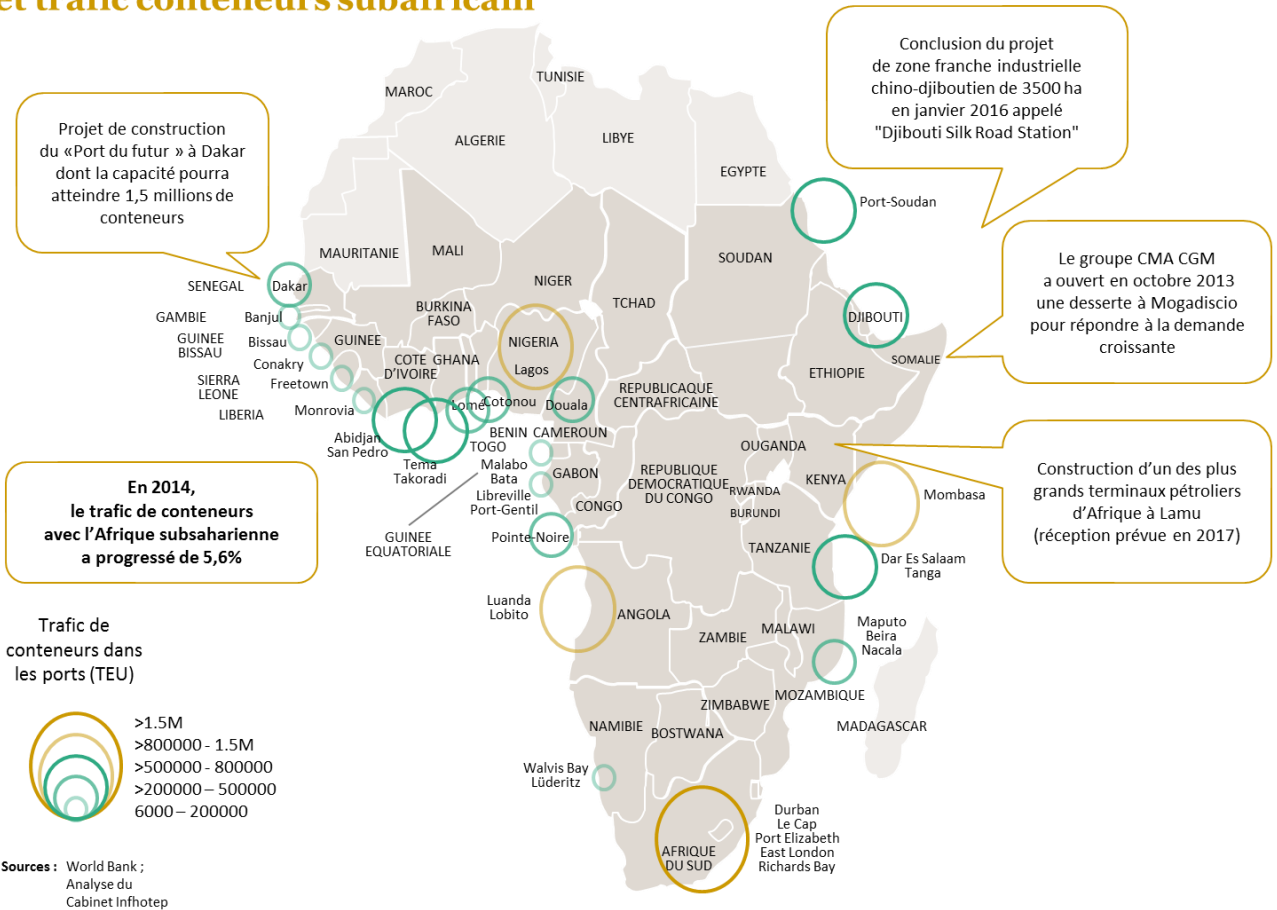 et trafic conteneurs subafricain
Conclusion du projet
de zone franche industrielle
chino-djiboutien de 3500 ha
en janvier 2016 appelé
"Djibouti Silk Road Station"
Projet de construction
du «Port du futur » à Dakar
dont la capacité pourra
atteindre 1,5 millions de
conteneurs
TUNISIE
MAROC
ALGERIE
LIBYE
EGYPTE
Port-Soudan
MAURITANIE
MALI
NIGER
TCHAD
SOUDAN
Le groupe CMA CGM
a ouvert en octobre 2013
une desserte à Mogadiscio
pour répondre à la demande
croissante
SENEGAL
Dakar
GAMBIE
Banjul
GUINEE
BISSAU
Bissau
GUINEE
BURKINA
FASO
NIGERIA
Lagos
DJIBOUTI
SOMALIE
ETHIOPIE
Conakry
SIERRA
LEONE
Freetown
LIBERIA
Monrovia
COTE
D'IVOIRE
GHANA
Lomé
Cotonou
Douala
REPUBLICAQUE
CENTRAFRICAINE
Abidjan
San Pedro
Tema
Takoradi
TOGO
BENIN
CAMEROUN
Malabo
Bata
GABON
Libreville
Port-Gentil
CONGO
GUINEE
EQUATORIALE
Pointe-Noire
REPUBLIQUE
DEMOCRATIQUE
DU CONGO
OUGANDA
KENYA
RWANDA
BURUNDI
Mombasa
TANZANIE
Dar Es Salaam
Tanga
Construction d'un des plus
grands terminaux pétroliers
d'Afrique à Lamu
(réception prévue en 2017)
En 2014,
le trafic de conteneurs
avec l'Afrique subsaharienne
a progressé de 5,6%
Luanda
Lobito
ANGOLA
ZAMBIE
MALAWI
Maputo
Beira
Nacala
MOZAMBIQUE
ZIMBABWE
MADAGASCAR
NAMIBIE
BOSTWANA
Walvis Bay
Lüderitz
AFRIQUE
DU SUD
Durban
Le Cap
Port Elizabeth
East London
Richards Bay
Trafic de
conteneurs dans
les ports (TEU)
>1.5M
>800000 - 1.5M
>500000 - 800000
>200000 – 500000
6000 – 200000
Sources : World Bank ;
Analyse du
Cabinet Infhotep